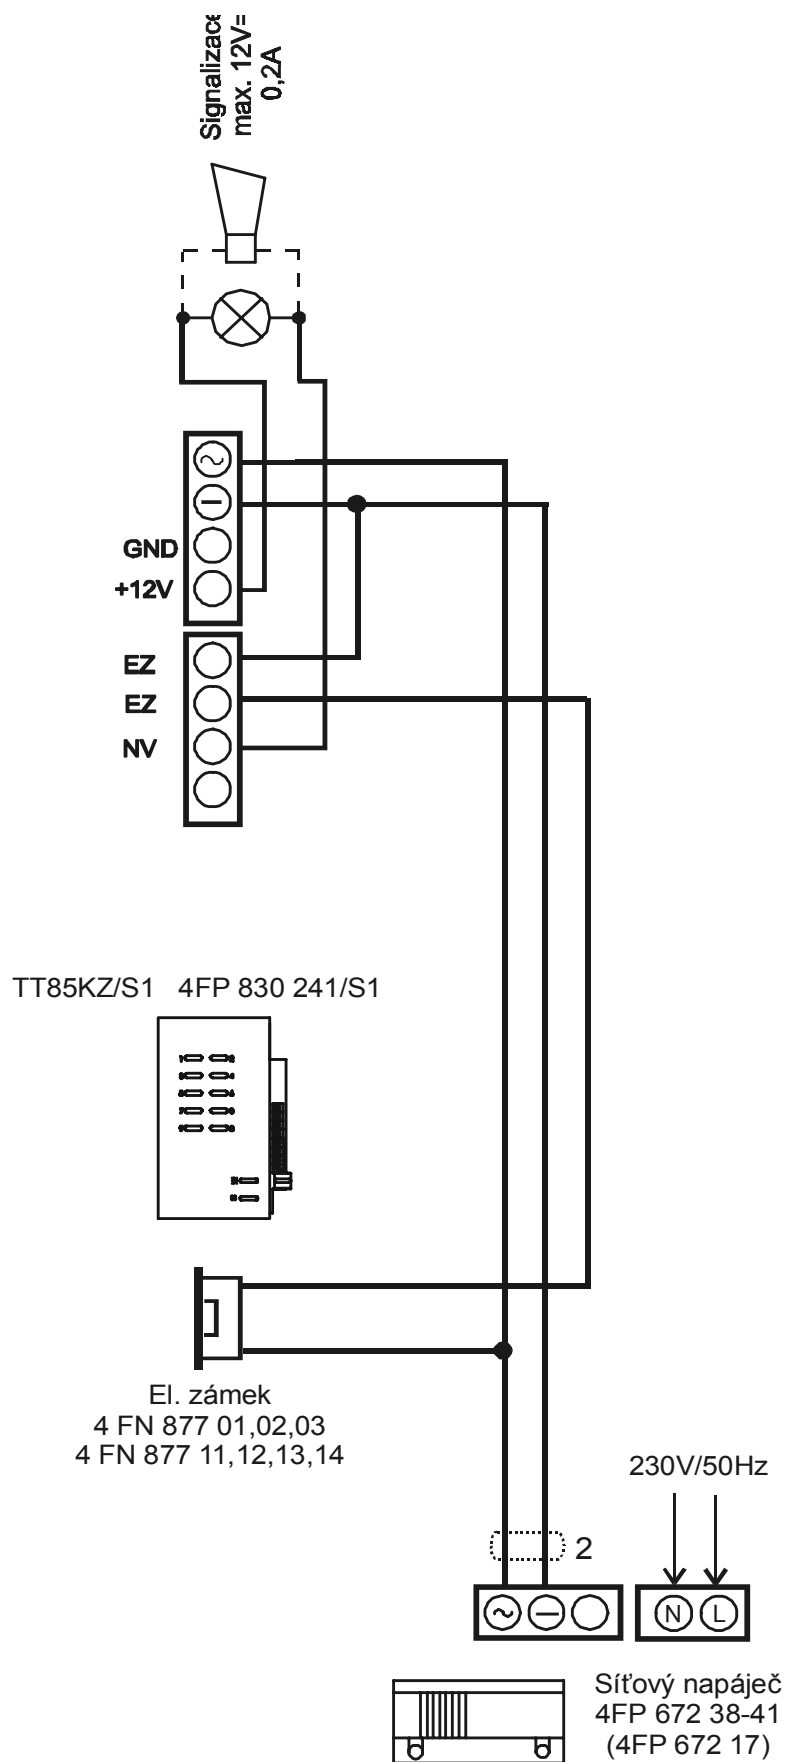 Signalizace
max. 12V=
0,2A
GND
+12V
EZ
EZ
NV
TT85KZ/S1 4FP 830 241/S1
El. zámek
4 FN 877 01,02,03
4 FN 877 11,12,13,14
230V/50Hz
2
N L
Síťový napáječ
4FP 672 38-41
(4FP 672 17)